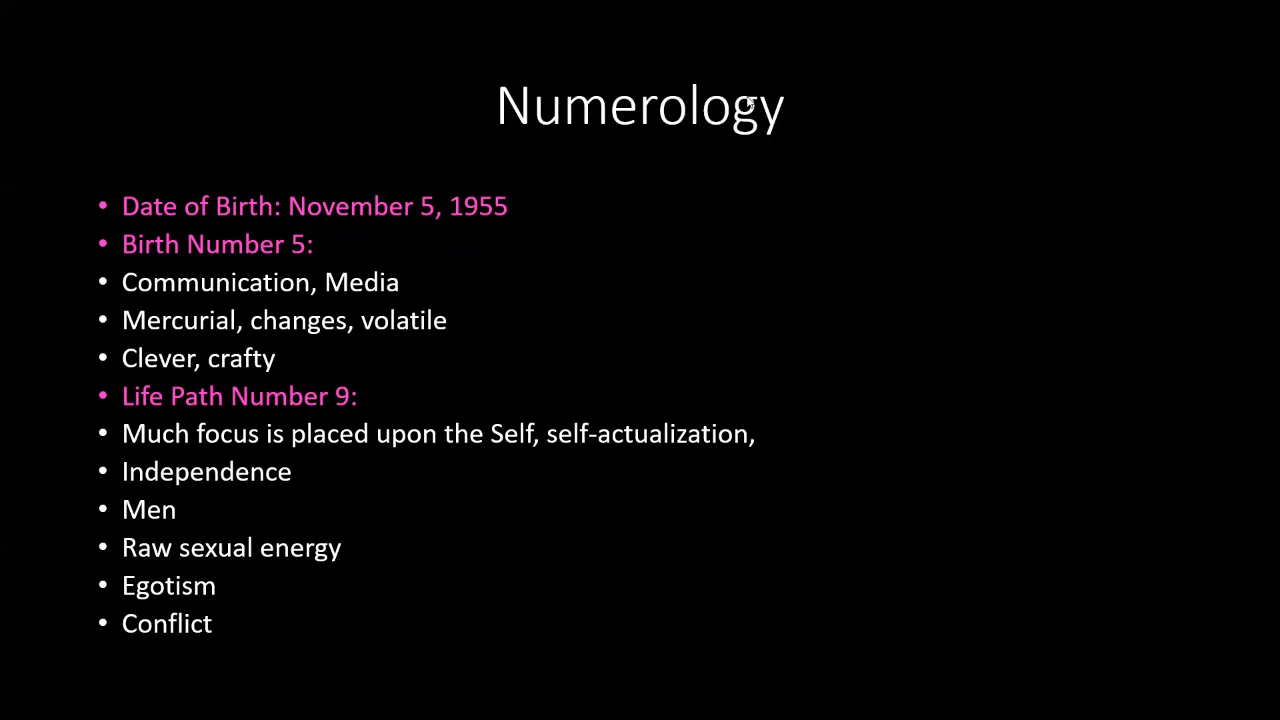 Numerology
• Date of Birth: November 5, 1955
• Birth Number 5:
• Communication, Media
• Mercurial, changes, volatile
• Clever, crafty
• Life Path Number 9:
• Much focus is placed upon the Self, self-actualization,
• Independence
• Men
• Raw sexual energy
• Egotism
• Conflict